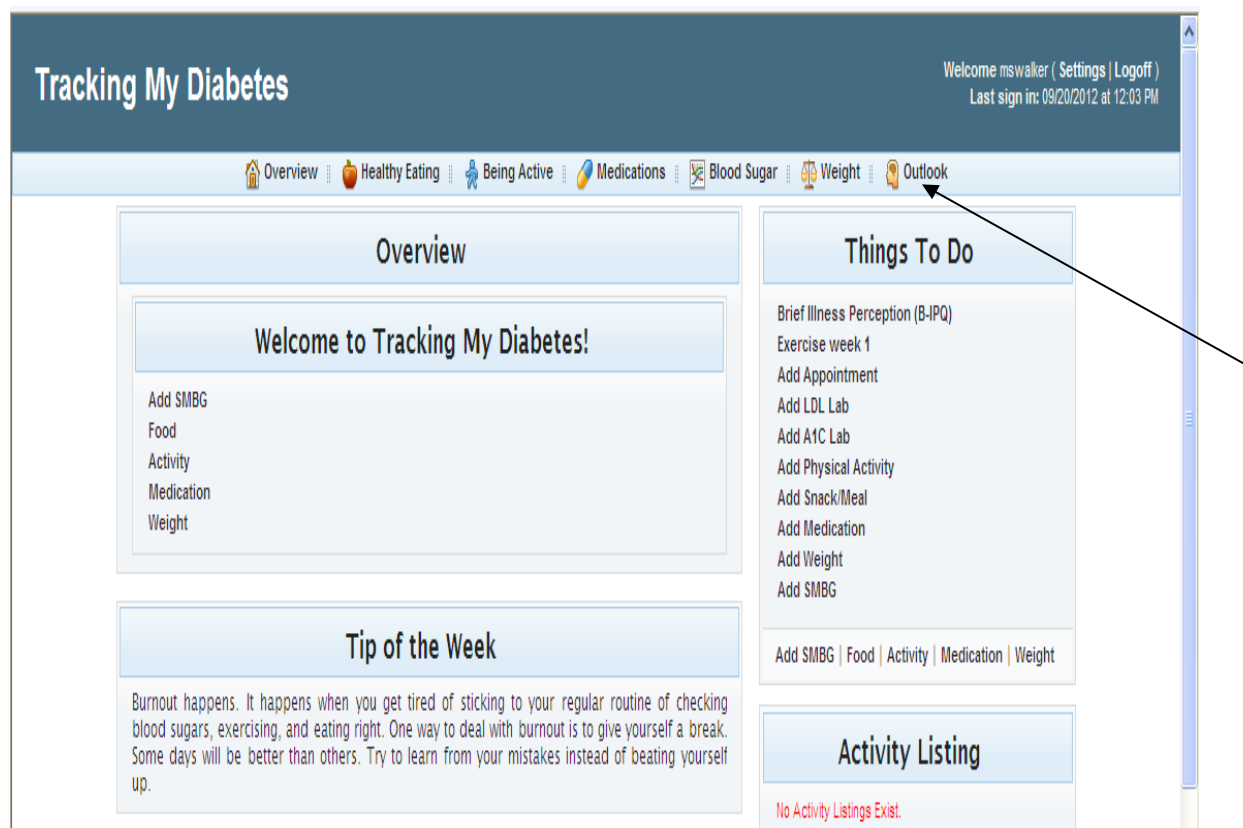 Tracking My Diabetes
Welcome mswalker ( Settings | Logoff )
Last sign in: 09/20/2012 at 12:03 PM
Overview Healthy Eating Being Active Medications Blood Sugar Weight Outlook
Overview
Welcome to Tracking My Diabetes!
Add SMBG
Food
Activity
Medication
Weight
Tip of the Week
Burnout happens. It happens when you get tired of sticking to your regular routine of checking
blood sugars, exercising, and eating right. One way to deal with burnout is to give yourself a break.
Some days will be better than others. Try to learn from your mistakes instead of beating yourself
up.
Things To Do
Brief Illness Perception (B-IPQ)
Exercise week 1
Add Appointment
Add LDL Lab
Add A1C Lab
Add Physical Activity
Add Snack/Meal
Add Medication
Add Weight
Add SMBG
Add SMBG | Food | Activity | Medication | Weight
Activity Listing
No Activity Listings Exist.